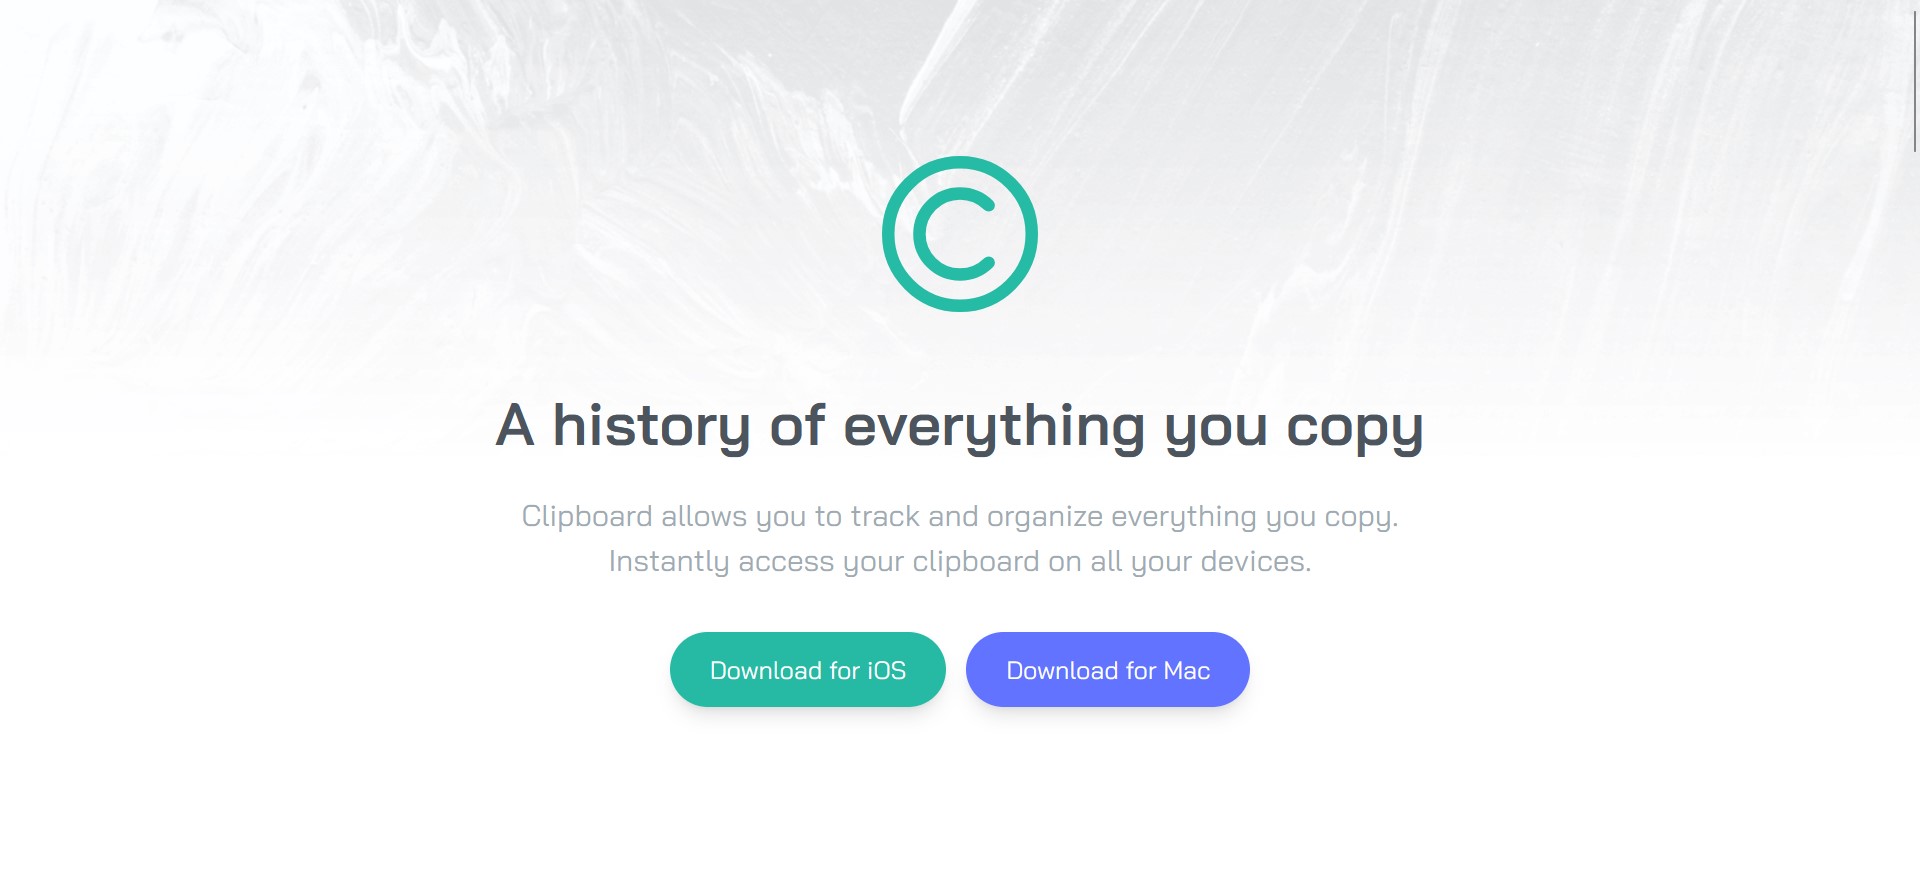 A history of everything you copy
Clipboard allows you to track and organize everything you copy.
Instantly access your clipboard on all your devices.
Download for iOS
Download for Mac